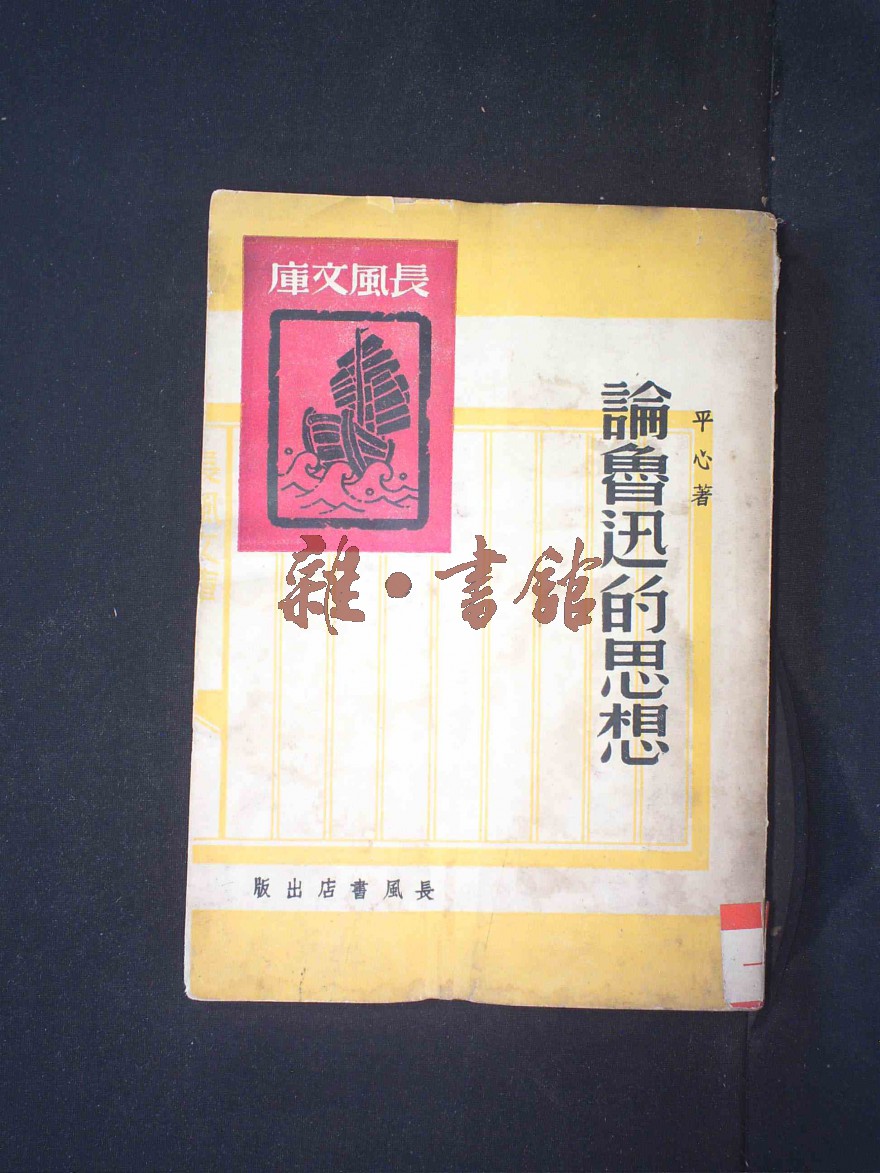 長風文庫
平心著
論魯迅的思想
雜·書館
長風書店出版